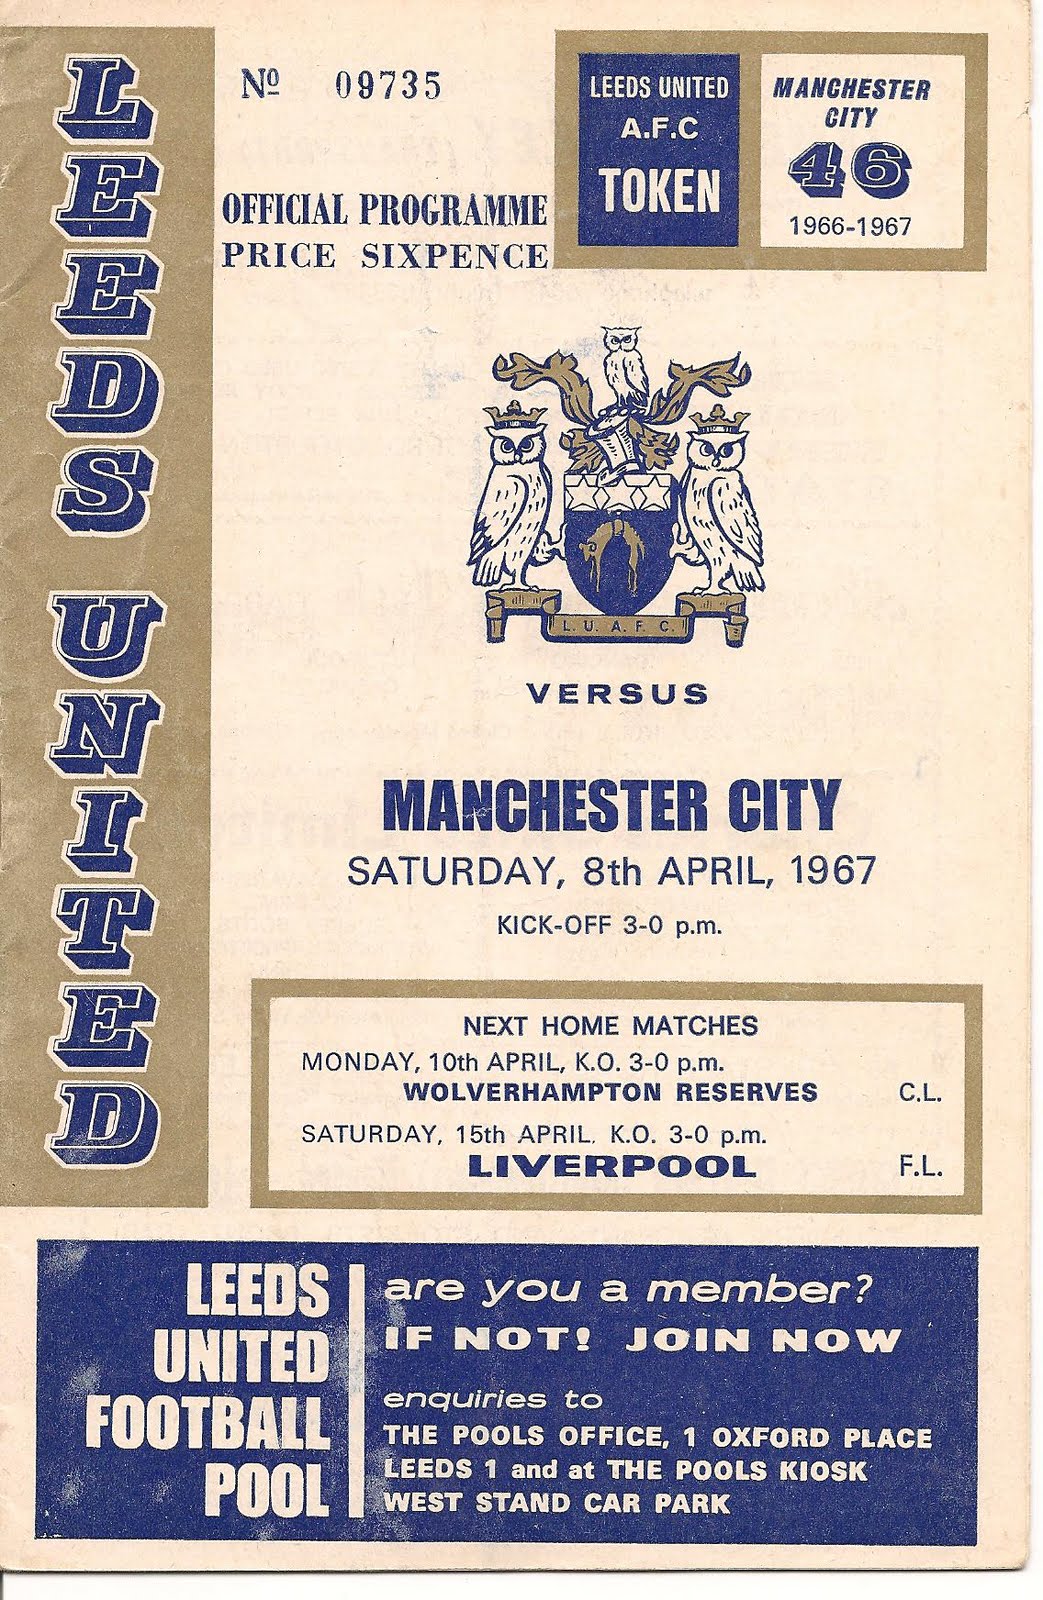 LEEDS UNITED
Nº 09735
OFFICIAL PROGRAMME
PRICE SIXPENCE
LEEDS UNITED
A.F.C
TOKEN
MANCHESTER
CITY
46
1966-1967
L. U. A. F. C.
VERSUS
MANCHESTER CITY
SATURDAY, 8th APRIL, 1967
KICK-OFF 3-0 p.m.
NEXT HOME MATCHES
MONDAY, 10th APRIL, K.O. 3-0 p.m.
WOLVERHAMPTON RESERVES C.L.
SATURDAY, 15th APRIL. K.O. 3-0 p.m.
LIVERPOOL F.L.
LEEDS
UNITED
FOOTBALL
POOL
are you a member?
IF NOT! JOIN NOW
enquiries to
THE POOLS OFFICE, 1 OXFORD PLACE
LEEDS 1 and at THE POOLS KIOSK
WEST STAND CAR PARK